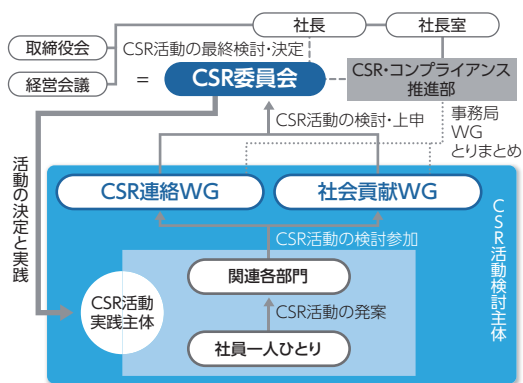 社長
社長室
取締役会
CSR活動の最終検討・決定
経営会議
=
CSR委員会
CSR・コンプライアンス
推進部
CSR活動の検討・上申
事務局
WG
とりまとめ
活動の決定と実践
CSR連絡WG
社会貢献WG
CSR活動検討主体
CSR活動の検討参加
関連各部門
CSR活動
実践主体
CSR活動の発案
社員一人ひとり